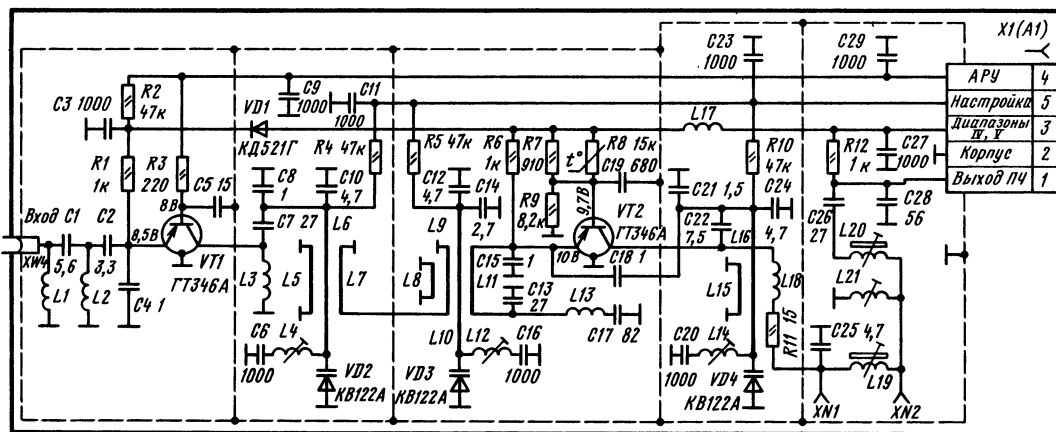 X1(A1)
C23
1000
C29
1000
АРУ 4
Настройка 5
Диапазоны IV, V 3
Корпус 2
Выход ПЧ 1
C3 1000
R2
47к
VD1
КД521Г
C9
1000
C11
1000
L17
R1
1к
R3
220
C5 15
8В
8,5В
R4 47к
C8
1
C10
4,7
C7 27
R5 47к
C12
4,7
C14
2,7
R6
1к
R7
910
R8 15к
t°
C19 680
R9
8,2к
9,7В
VT2
ГТ346А
10В
C21 1,5
C22
7,5
R10
47к
C24
4,7
R12
1к
C27
1000
C28
56
C26
27
L20
L21
Вход C1
5,6
C2
3,3
XW4
L1
L2
C4 1
VT1
ГТ346А
L3
L5
L6
L7
L9
L8
C15
1
L11
C13
27
L13
C17 82
C18 1
L16
L15
L18
R11 15
C25 4,7
L19
C6
1000
L4
VD2
КВ122А
L10
VD3
КВ122А
L12
C16
1000
C20
1000
L14
VD4
КВ122А
XN1
XN2